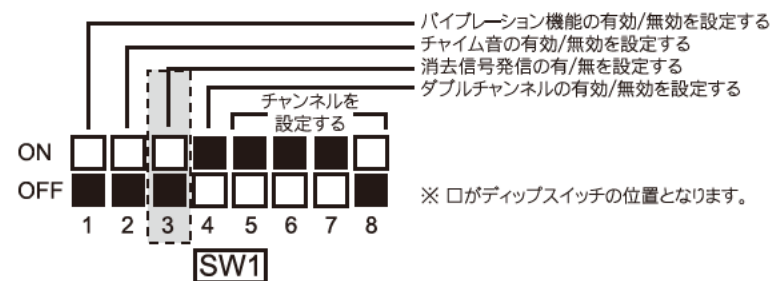 バイブレーション機能の有効/無効を設定する
チャイム音の有効/無効を設定する
消去信号発信の有/無を設定する
ダブルチャンネルの有効/無効を設定する
チャンネルを
設定する
ON
OFF
※ 口がディップスイッチの位置となります。
1 2 3 4 5 6 7 8
SW1